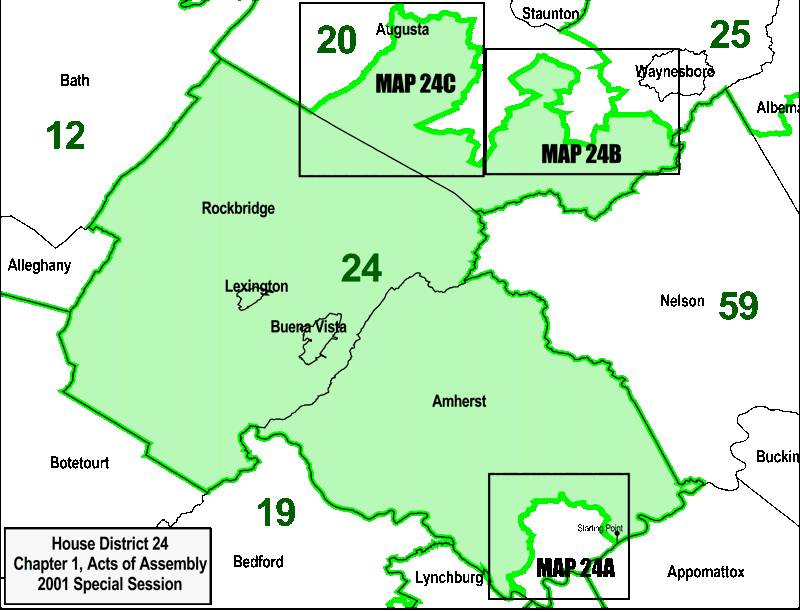 Staunton
20
Augusta
25
Waynesboro
Bath
MAP 24C
Albema
12
MAP 24B
Rockbridge
Alleghany
24
Lexington
Nelson
59
Buena Vista
Amherst
Buckin
Botetourt
19
Starting Point
House District 24
Chapter 1, Acts of Assembly
2001 Special Session
Bedford
MAP 24A
Lynchburg
Appomattox